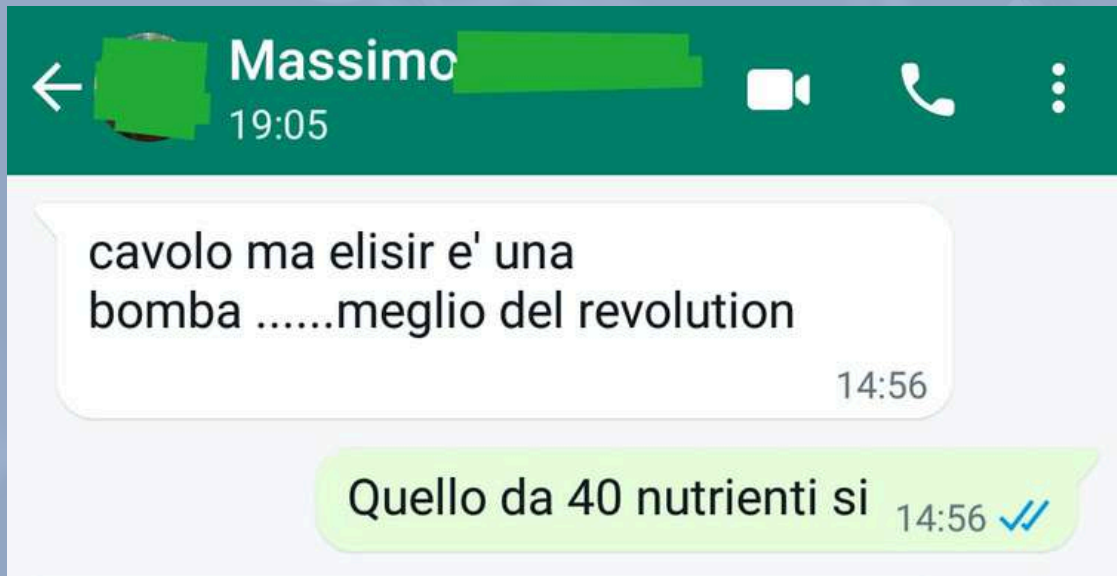 Massimo
19:05
cavolo ma elisir e' una
bomba ......meglio del revolution
14:56
Quello da 40 nutrienti si 14:56